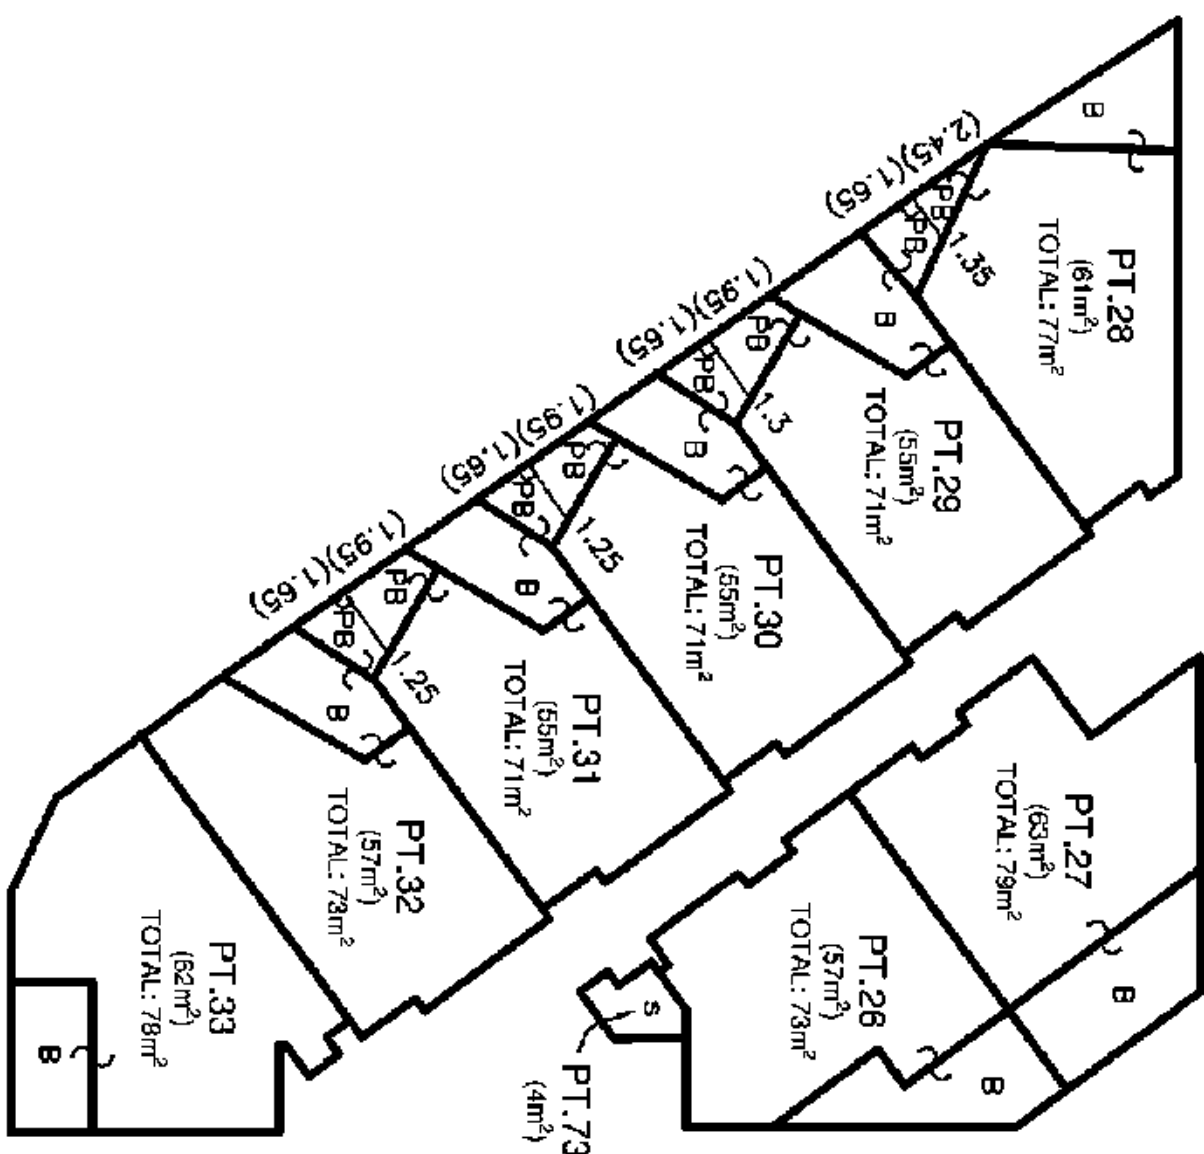 B
(2.45)(1.65)
PB
PB
1.35
PT.28
(61m²)
TOTAL: 77m²
(1.95)(1.65)
B
PB
PB
1.3
PT.29
(55m²)
TOTAL: 71m²
(1.95)(1.65)
B
PB
PB
1.25
PT.30
(55m²)
TOTAL: 71m²
(1.95)(1.65)
B
PB
PB
1.25
PT.31
(55m²)
TOTAL: 71m²
B
PT.32
(57m²)
TOTAL: 73m²
PT.33
(62m²)
TOTAL: 78m²
B
PT.27
(63m²)
TOTAL: 79m²
B
PT.26
(57m²)
TOTAL: 73m²
B
S
PT.73
(4m²)